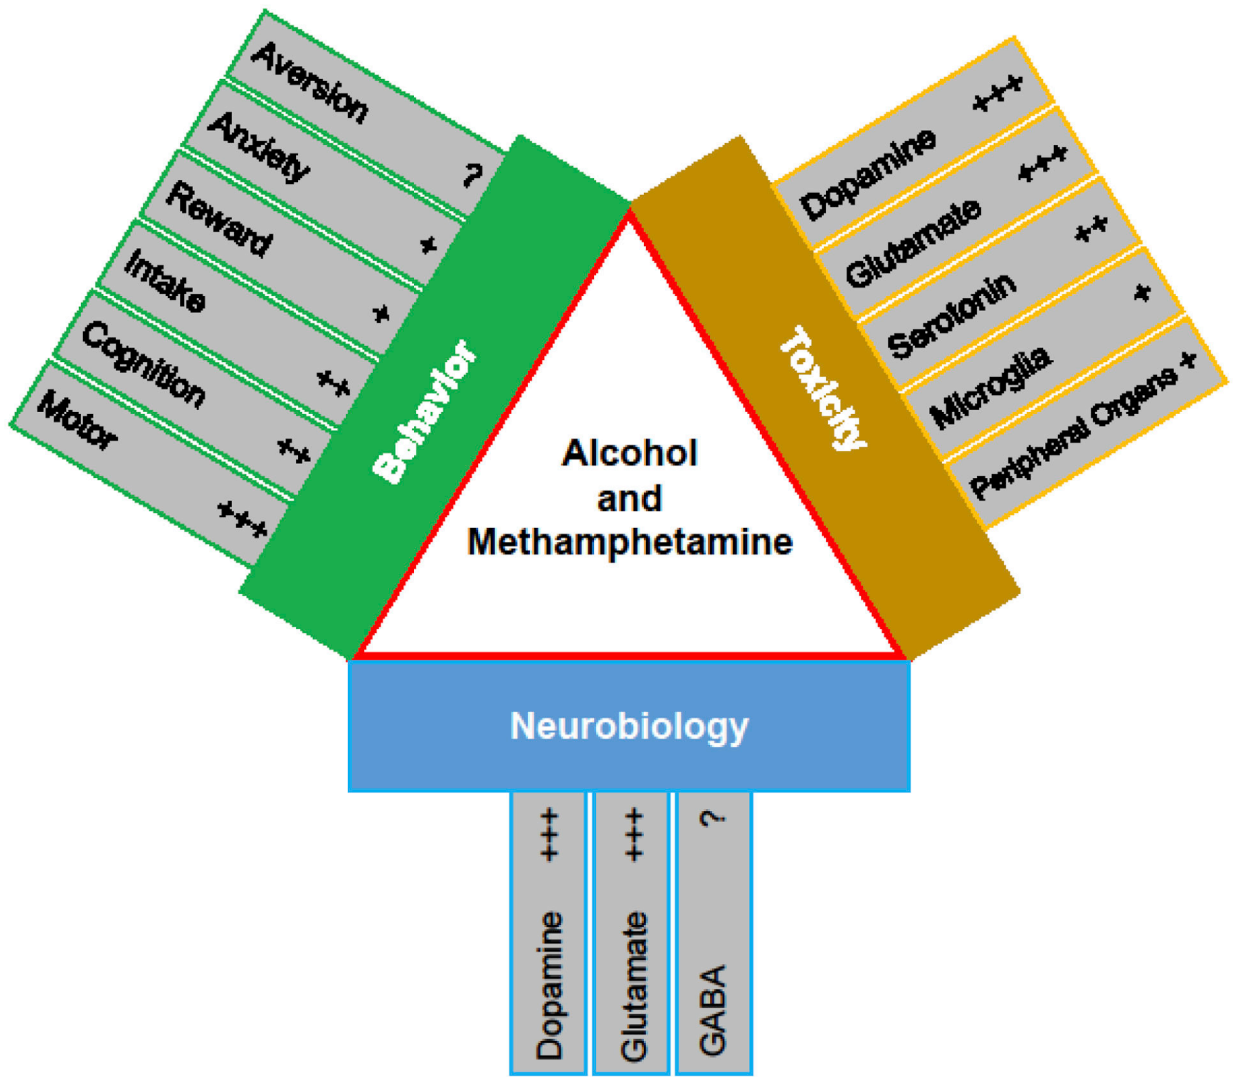 Aversion ?
Anxiety +
Reward +
Intake ++
Cognition ++
Motor +++
Behavior
Dopamine +++
Glutamate +++
Serotonin ++
Microglia +
Peripheral Organs +
Toxicity
Alcohol
and
Methamphetamine
Neurobiology
Dopamine +++
Glutamate +++
GABA ?